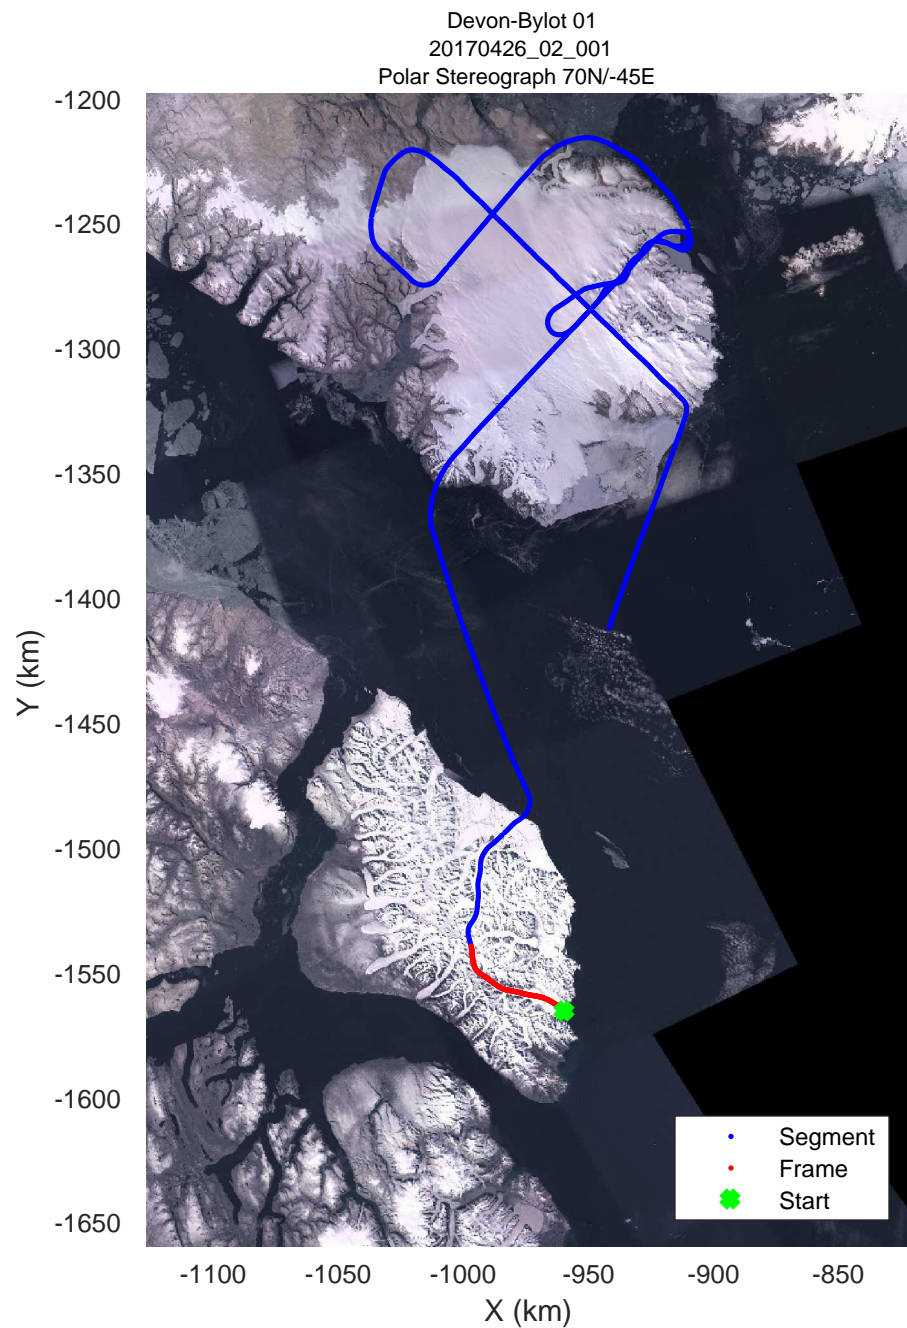 Devon-Bylot 01
20170426_02_001
Polar Stereograph 70N/-45E
-1200
-1250
-1300
-1350
-1400
-1450
-1500
-1550
-1600
-1650
Y (km)
Segment
Frame
Start
-1100 -1050 -1000 -950 -900 -850
X (km)